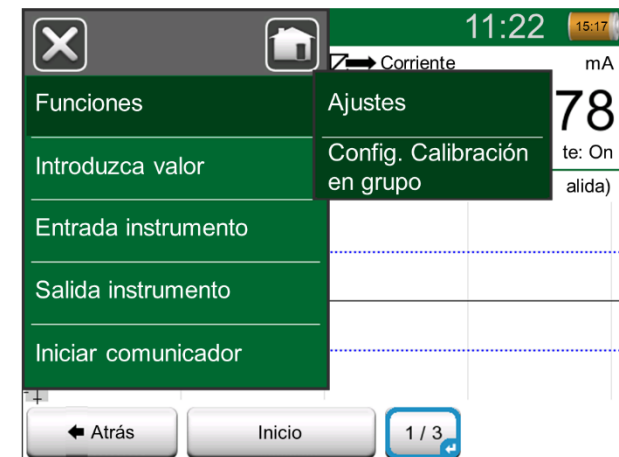 11:22
15:17
Corriente
mA
Funciones
Ajustes
78
Introduzca valor
Config. Calibración
en grupo
te: On
alida)
Entrada instrumento
Salida instrumento
Iniciar comunicador
Atrás
Inicio
1 / 3